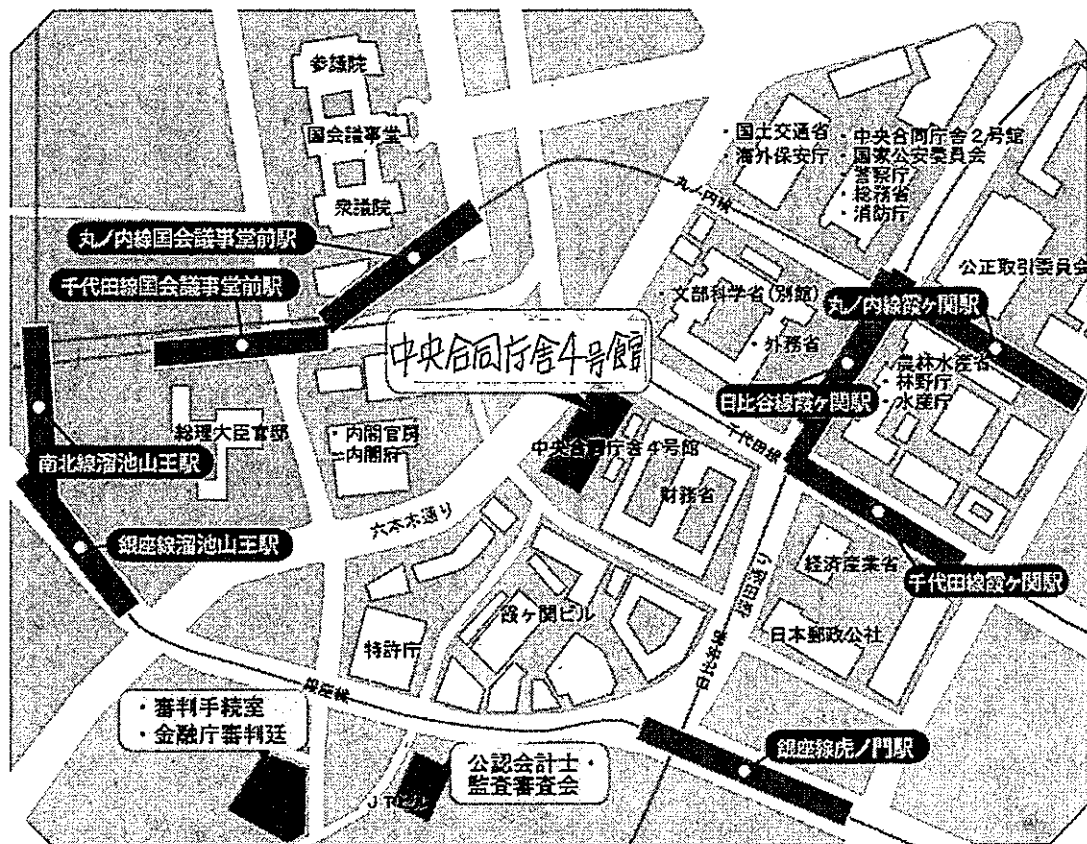 参議院
国会議事堂
衆議院
・国土交通省
・海外保安庁
・中央合同庁舎2号館
・国家公安委員会
・警察庁
・総務省
・消防庁
丸ノ内線
丸ノ内線国会議事堂前駅
千代田線国会議事堂前駅
公正取引委員会
・文部科学省(別館)
・外務省
丸ノ内線霞ヶ関駅
中央合同庁舎4号館
・農林水産省
・林野庁
・水産庁
日比谷線霞ヶ関駅
総理大臣官邸
・内閣官房
・内閣府
中央合同庁舎4号館
千代田線
南北線溜池山王駅
財務省
六本木通り
銀座線溜池山王駅
経済産業省
千代田線霞ヶ関駅
霞ヶ関ビル
特許庁
日本郵政公社
銀座線
・審判手続室
・金融庁審判廷
銀座線虎ノ門駅
公認会計士・
監査審査会
JTビル